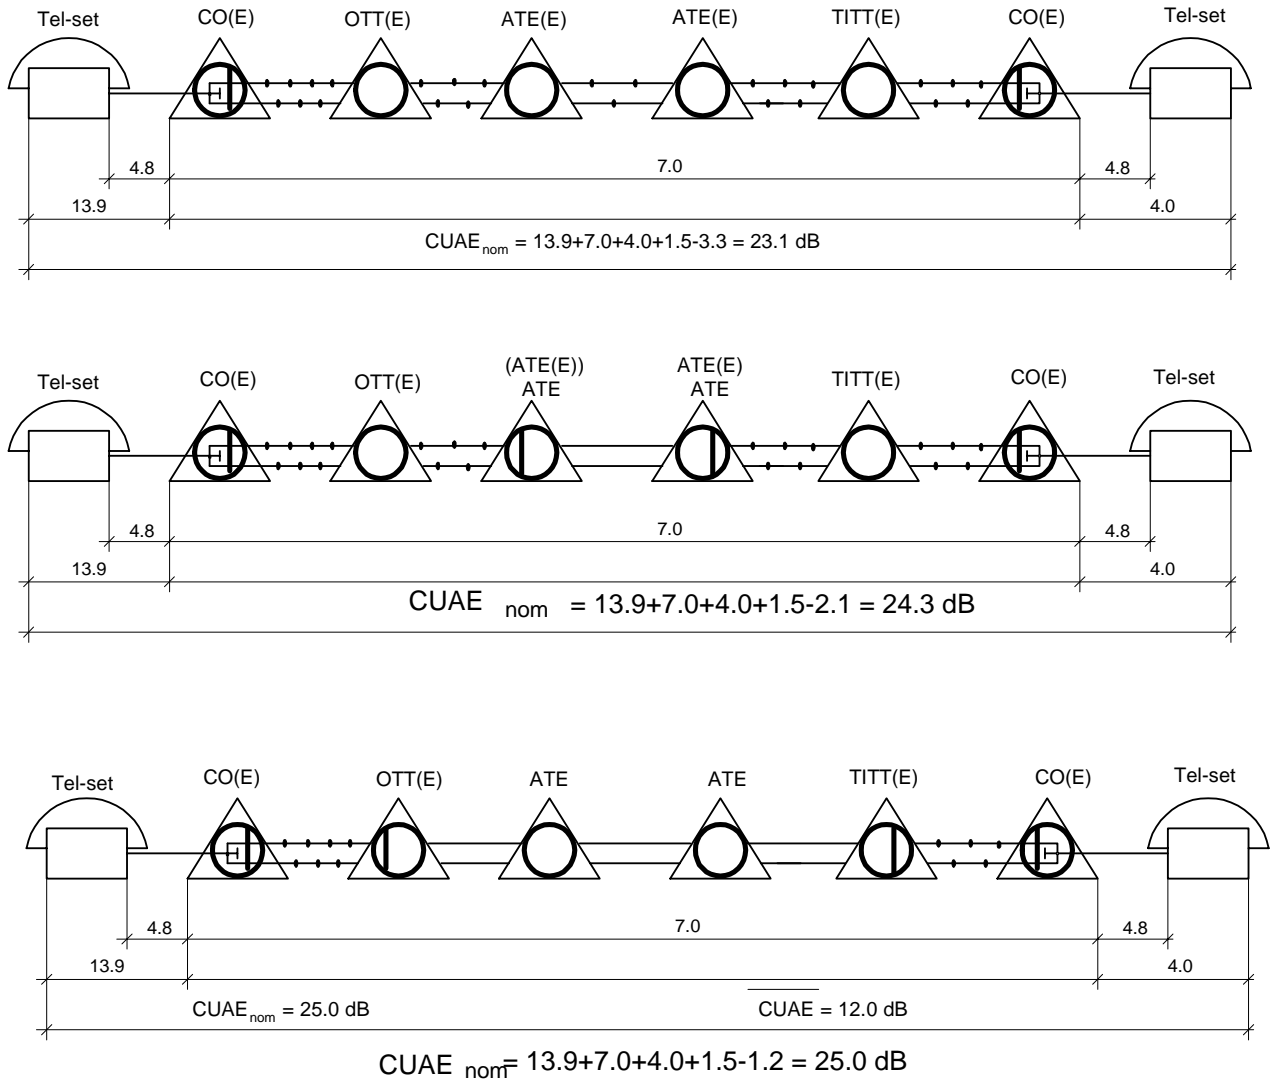 Tel-set CO(E) OTT(E) ATE(E) ATE(E) TITT(E) CO(E) Tel-set
4.8 7.0 4.8
13.9 4.0
CUAE nom = 13.9+7.0+4.0+1.5-3.3 = 23.1 dB
(ATE(E)) ATE(E)
Tel-set CO(E) OTT(E) ATE ATE TITT(E) CO(E) Tel-set
4.8 7.0 4.8
13.9 4.0
CUAE nom = 13.9+7.0+4.0+1.5-2.1 = 24.3 dB
Tel-set CO(E) OTT(E) ATE ATE TITT(E) CO(E) Tel-set
4.8 7.0 4.8
13.9 4.0
CUAE nom = 25.0 dB CUAE = 12.0 dB
CUAE nom = 13.9+7.0+4.0+1.5-1.2 = 25.0 dB